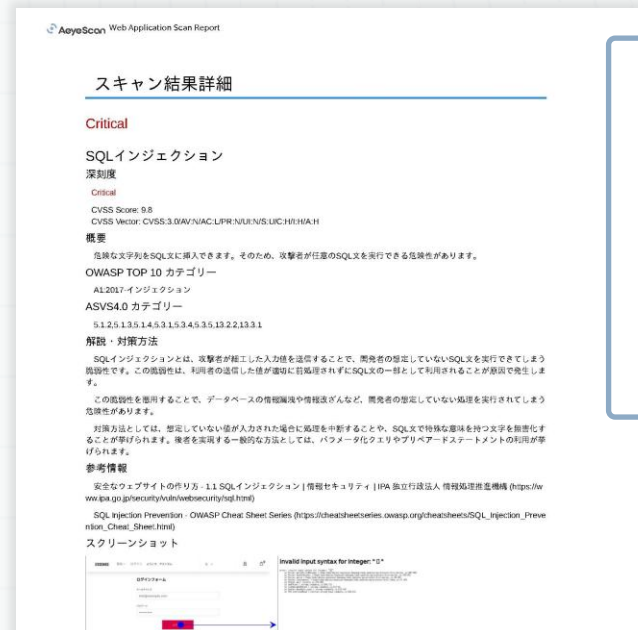 AeyeScan Web Application Scan Report
スキャン結果詳細
Critical
SQLインジェクション
深刻度
Critical
CVSS Score: 9.8
CVSS Vector: CVSS:3.0/AV:N/AC:L/PR:N/UI:N/S:U/C:H/I:H/A:H
概要
危険な文字列をSQL文に挿入できます。そのため、攻撃者が任意のSQL文を実行できる危険性があります。
OWASP TOP 10 カテゴリー
A1:2017-インジェクション
ASVS4.0 カテゴリー
5.1.2,5.1.3,5.1.4,5.3.1,5.3.4,5.3.5,13.2.2,13.3.1
解説・対策方法
SQLインジェクションとは、攻撃者が細工した入力値を送信することで、開発者の想定していないSQL文を実行できてしまう
脆弱性です。この脆弱性は、利用者の送信した値が適切に前処理されずにSQL文の一部として利用されることが原因で発生しま
す。
この脆弱性を悪用することで、データベースの情報漏洩や情報改ざんなど、開発者の想定していない処理を実行されてしまう
危険性があります。
対策方法としては、想定していない値が入力された場合に処理を中断することや、SQL文で特殊な意味を持つ文字を無害化す
ることが挙げられます。後者を実現する一般的な方法としては、パラメータ化クエリやプリペアードステートメントの利用が挙
げられます。
参考情報
安全なウェブサイトの作り方 - 1.1 SQLインジェクション | 情報セキュリティ | IPA 独立行政法人 情報処理推進機構 (https://w
ww.ipa.go.jp/security/vuln/websecurity/sql.html)
SQL Injection Prevention - OWASP Cheat Sheet Series (https://cheatsheetseries.owasp.org/cheatsheets/SQL_Injection_Preve
ntion_Cheat_Sheet.html)
スクリーンショット
ログインフォーム
invalid input syntax for integer: "